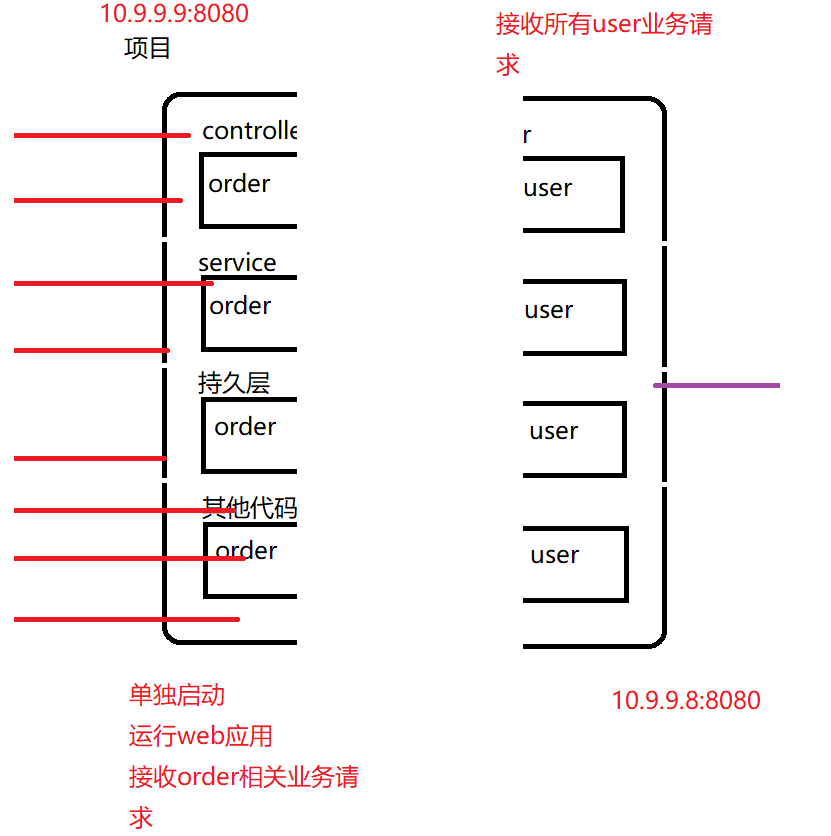 10.9.9.9:8080
项目
接收所有user业务请
求
controlle
r
order
user
service
order
user
持久层
order
user
其他代码
order
user
单独启动
运行web应用
接收order相关业务请
求
10.9.9.8:8080